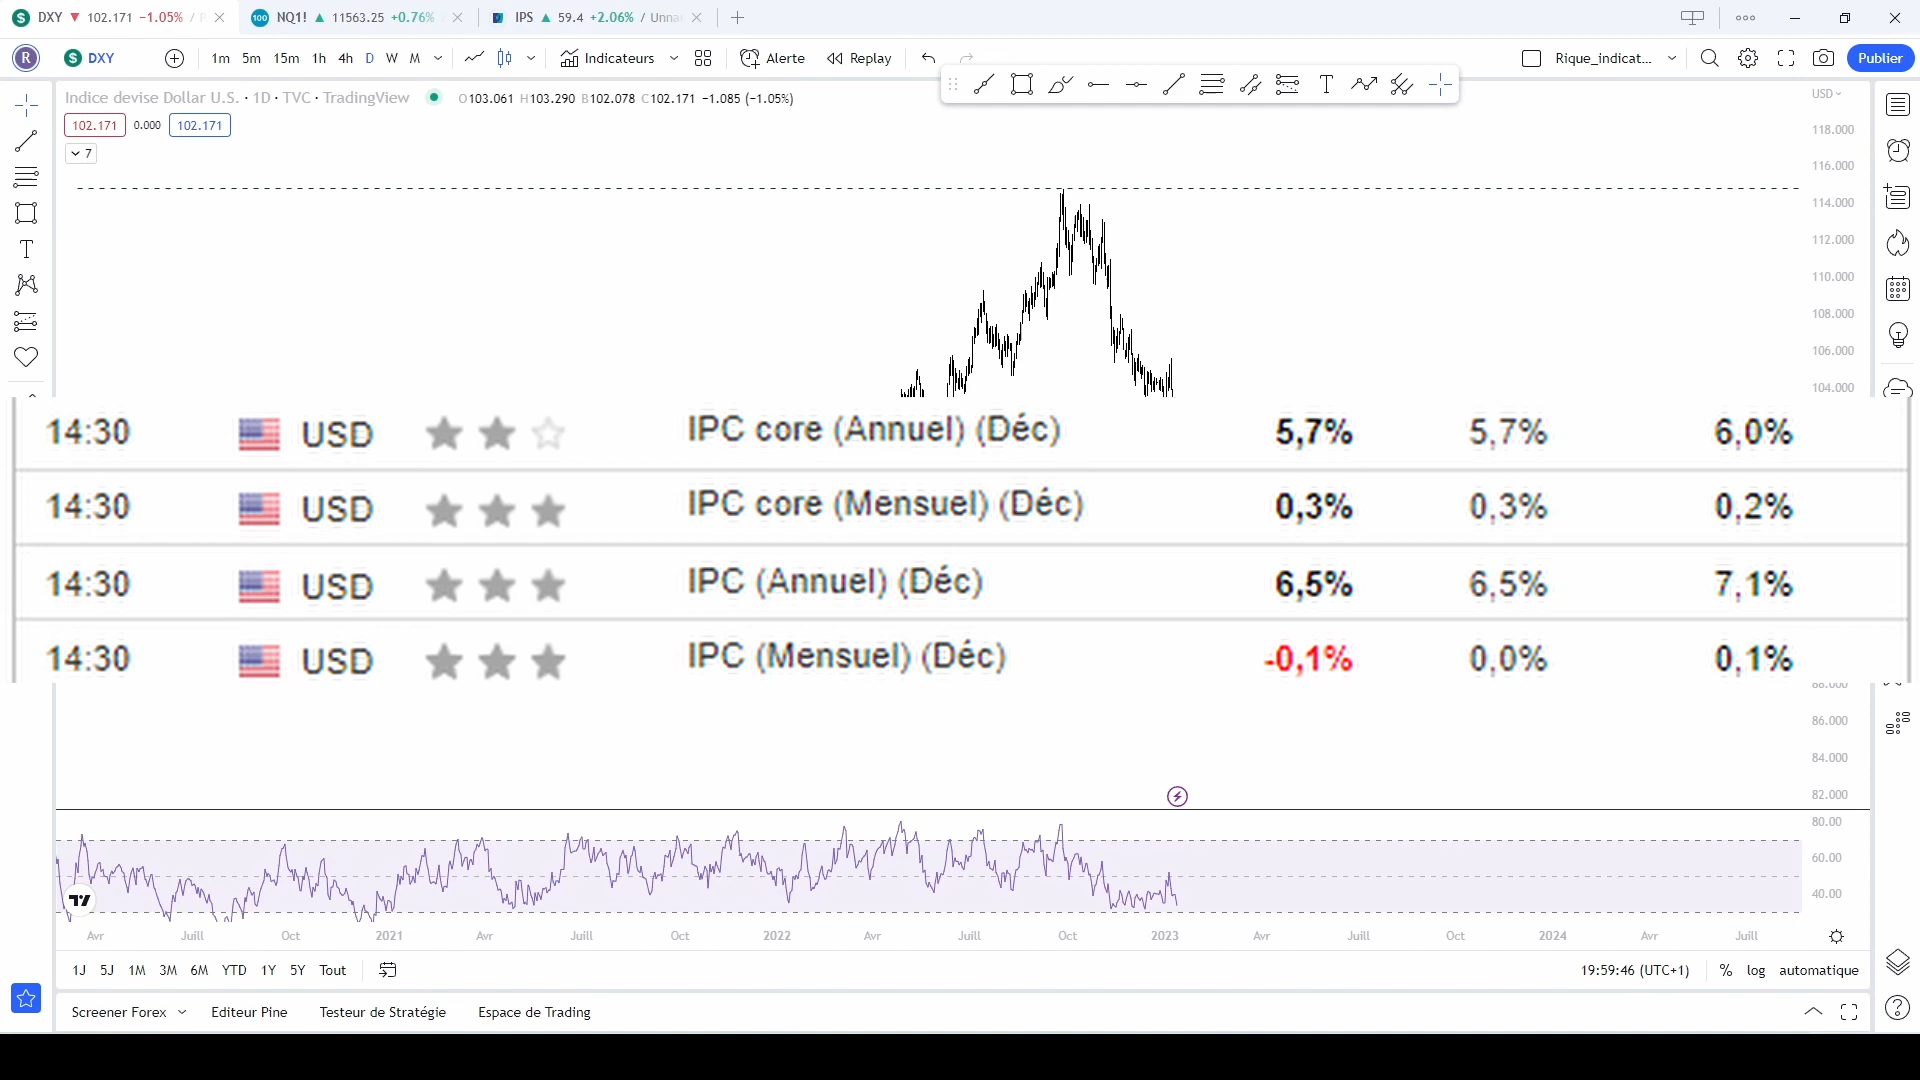 DXY ▼ 102.171 −1.05% /
NQ1! ▲ 11563.25 +0.76%
IPS ▲ 59.4 +2.06% / Unna
R
$ DXY
1m 5m 15m 1h 4h D W M
Indicateurs
Alerte
Replay
Rique_indicat...
Publier
Indice devise Dollar U.S. · 1D · TVC · TradingView
O103.061 H103.290 B102.078 C102.171 −1.085 (−1.05%)
102.171 0.000 102.171
7
USD
118.000
116.000
114.000
112.000
110.000
108.000
106.000
104.000
14:30 USD IPC core (Annuel) (Déc) 5,7% 5,7% 6,0%
14:30 USD IPC core (Mensuel) (Déc) 0,3% 0,3% 0,2%
14:30 USD IPC (Annuel) (Déc) 6,5% 6,5% 7,1%
14:30 USD IPC (Mensuel) (Déc) -0,1% 0,0% 0,1%
88.000
86.000
84.000
82.000
80.00
60.00
40.00
Avr Juill Oct 2021 Avr Juill Oct 2022 Avr Juill Oct 2023 Avr Juill Oct 2024 Avr Juill
1J 5J 1M 3M 6M YTD 1Y 5Y Tout
19:59:46 (UTC+1) % log automatique
Screener Forex Editeur Pine Testeur de Stratégie Espace de Trading